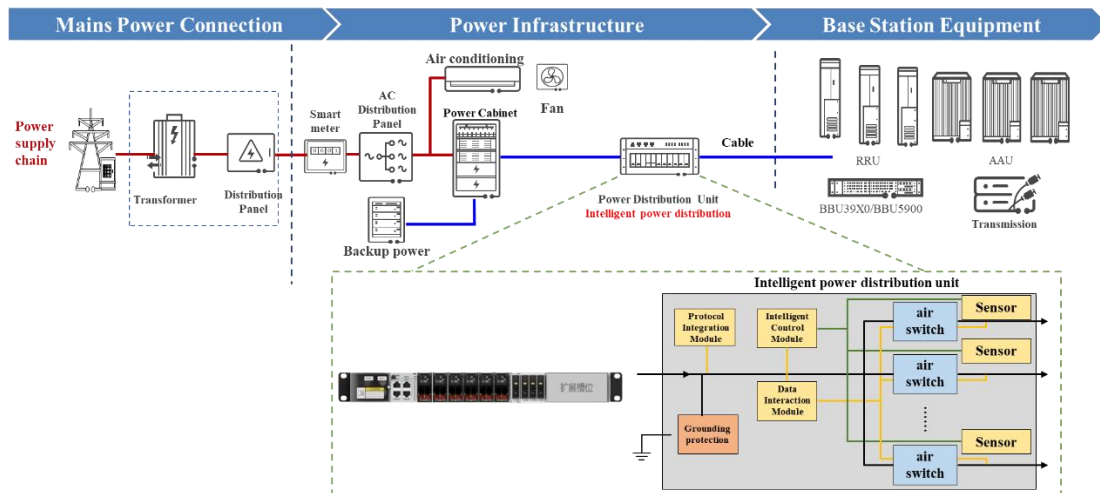 Mains Power Connection
Power Infrastructure
Base Station Equipment
Power
supply
chain
Transformer
Distribution
Panel
Smart
meter
AC
Distribution
Panel
Air conditioning
Fan
Power Cabinet
Backup power
Power Distribution Unit
Intelligent power distribution
Cable
RRU
AAU
BBU39X0/BBU5900
Transmission
Intelligent power distribution unit
Protocol
Integration
Module
Intelligent
Control
Module
Data
Interaction
Module
Grounding
protection
air
switch
Sensor
air
switch
Sensor
......
air
switch
Sensor
扩展槽位